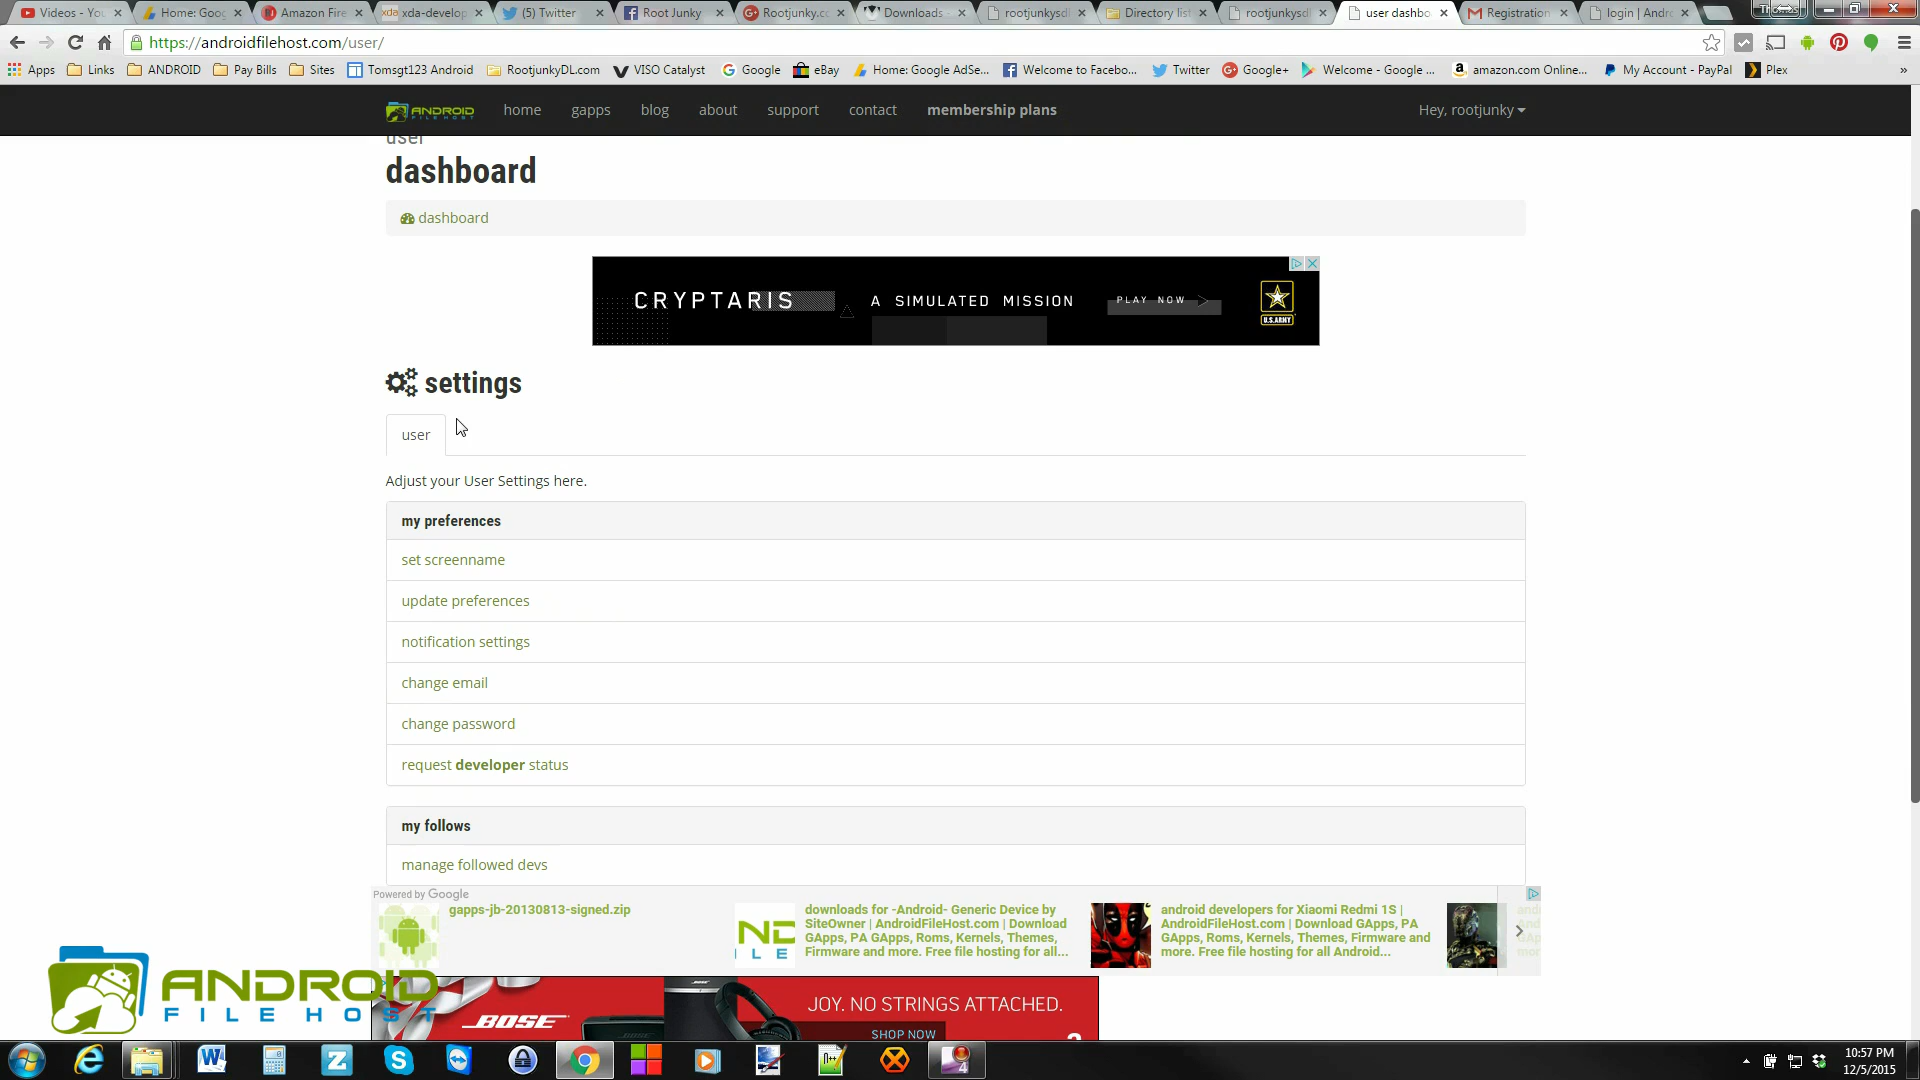 Videos - Yo
Home: Goog
Amazon Fire
xda-develop
(5) Twitter
Root Junky
Rootjunky.c
Downloads
rootjunkysd
Directory list
rootjunkysd
user dashbo
Registration
login | Andr
https://androidfilehost.com/user/
Apps
Links
ANDROID
Pay Bills
Sites
Tomsgt123 Android
RootjunkyDL.com
VISO Catalyst
Google
eBay
Home: Google AdSe...
Welcome to Facebo...
Twitter
Google+
Welcome - Google ...
amazon.com Online...
My Account - PayPal
Plex
»
ANDROID
FILE HOST
home
gapps
blog
about
support
contact
membership plans
Hey, rootjunky
user
dashboard
dashboard
CRYPTARIS
A SIMULATED MISSION
PLAY NOW
U.S.ARMY
settings
user
Adjust your User Settings here.
my preferences
set screenname
update preferences
notification settings
change email
change password
request developer status
my follows
manage followed devs
Powered by Google
gapps-jb-20130813-signed.zip
downloads for -Android- Generic Device by
SiteOwner | AndroidFileHost.com | Download
GApps, PA GApps, Roms, Kernels, Themes,
Firmware and more. Free file hosting for all...
android developers for Xiaomi Redmi 1S |
AndroidFileHost.com | Download GApps, PA
GApps, Roms, Kernels, Themes, Firmware and
more. Free file hosting for all Android...
ANDROID
FILE HOST
BOSE
JOY. NO STRINGS ATTACHED.
SHOP NOW
10:57 PM
12/5/2015